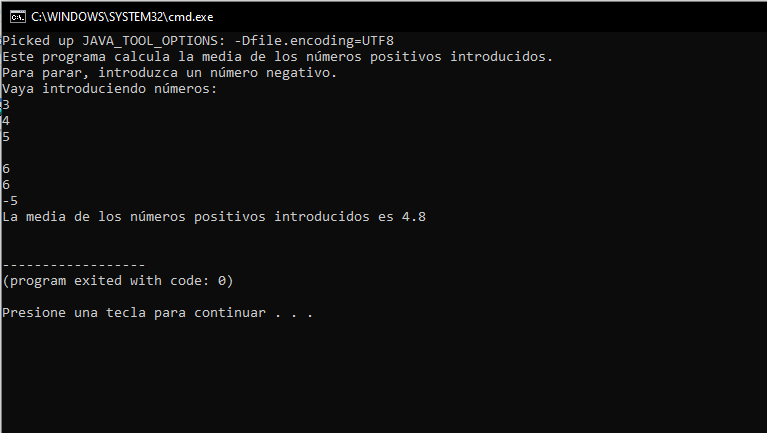 C:\WINDOWS\SYSTEM32\cmd.exe
Picked up JAVA_TOOL_OPTIONS: -Dfile.encoding=UTF8
Este programa calcula la media de los números positivos introducidos.
Para parar, introduzca un número negativo.
Vaya introduciendo números:
3
4
5
6
6
-5
La media de los números positivos introducidos es 4.8
------------------
(program exited with code: 0)
Presione una tecla para continuar . . .